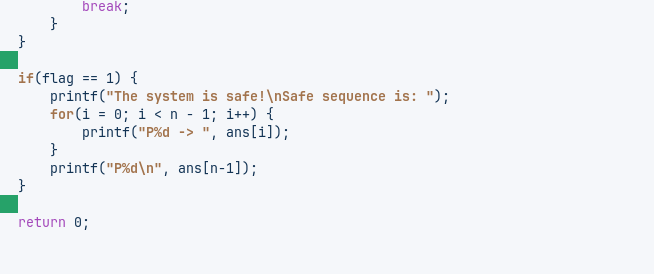 break;
    }
}
if(flag == 1) {
    printf("The system is safe!\nSafe sequence is: ");
    for(i = 0; i < n - 1; i++) {
        printf("P%d -> ", ans[i]);
    }
    printf("P%d\n", ans[n-1]);
}
return 0;